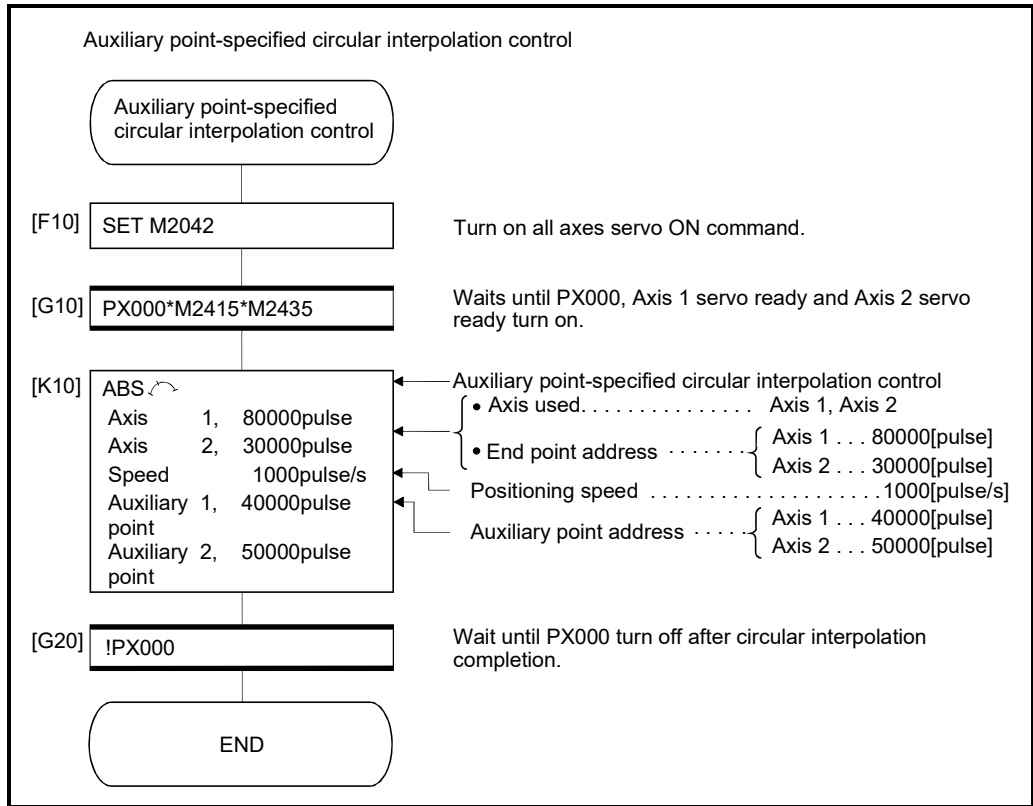 Auxiliary point-specified circular interpolation control
Auxiliary point-specified
circular interpolation control
[F10] SET M2042
Turn on all axes servo ON command.
[G10] PX000*M2415*M2435
Waits until PX000, Axis 1 servo ready and Axis 2 servo
ready turn on.
[K10] ABS
Axis 1, 80000pulse
Axis 2, 30000pulse
Speed 1000pulse/s
Auxiliary 1, 40000pulse
point
Auxiliary 2, 50000pulse
point
Auxiliary point-specified circular interpolation control
• Axis used. . . . . . . . . . . . . . . Axis 1, Axis 2
• End point address . . . . . . . Axis 1 . . . 80000[pulse]
Axis 2 . . . 30000[pulse]
Positioning speed . . . . . . . . . . . . . . . . . . . . .1000[pulse/s]
Auxiliary point address . . . . . . Axis 1 . . . 40000[pulse]
Axis 2 . . . 50000[pulse]
[G20] !PX000
Wait until PX000 turn off after circular interpolation
completion.
END